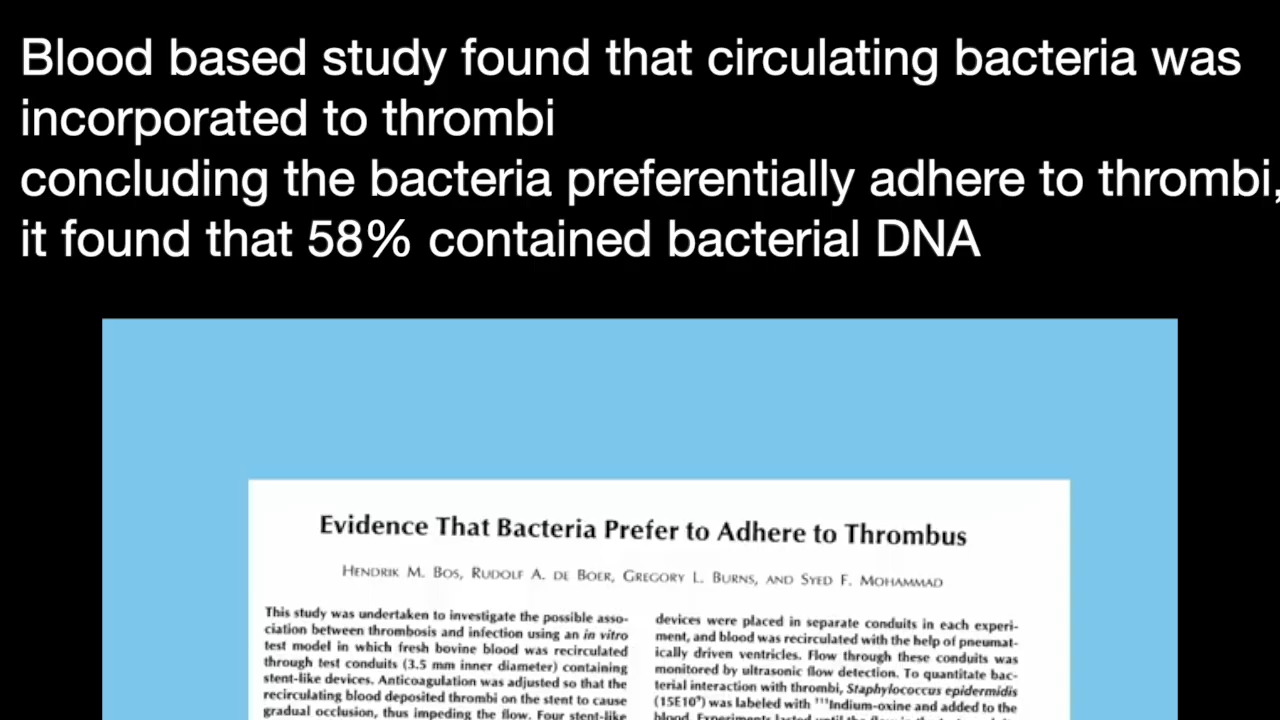 Blood based study found that circulating bacteria was
incorporated to thrombi
concluding the bacteria preferentially adhere to thrombi,
it found that 58% contained bacterial DNA
Evidence That Bacteria Prefer to Adhere to Thrombus
HENDRIK M. BOS, RUDOLF A. DE BOER, GREGORY L. BURNS, AND SYED F. MOHAMMAD
This study was undertaken to investigate the possible asso-
ciation between thrombosis and infection using an in vitro
test model in which fresh bovine blood was recirculated
through test conduits (3.5 mm inner diameter) containing
stent-like devices. Anticoagulation was adjusted so that the
recirculating blood deposited thrombi on the stent to cause
gradual occlusion, thus impeding the flow. Four stent-like
devices were placed in separate conduits in each experi-
ment, and blood was recirculated with the help of pneumat-
ically driven ventricles. Flow through these conduits was
monitored by ultrasonic flow detection. To quantitate bac-
terial interaction with thrombi, Staphylococcus epidermidis
(15E10⁹) was labeled with ¹¹¹Indium-oxine and added to the
blood. Experiments lasted until the flow in the